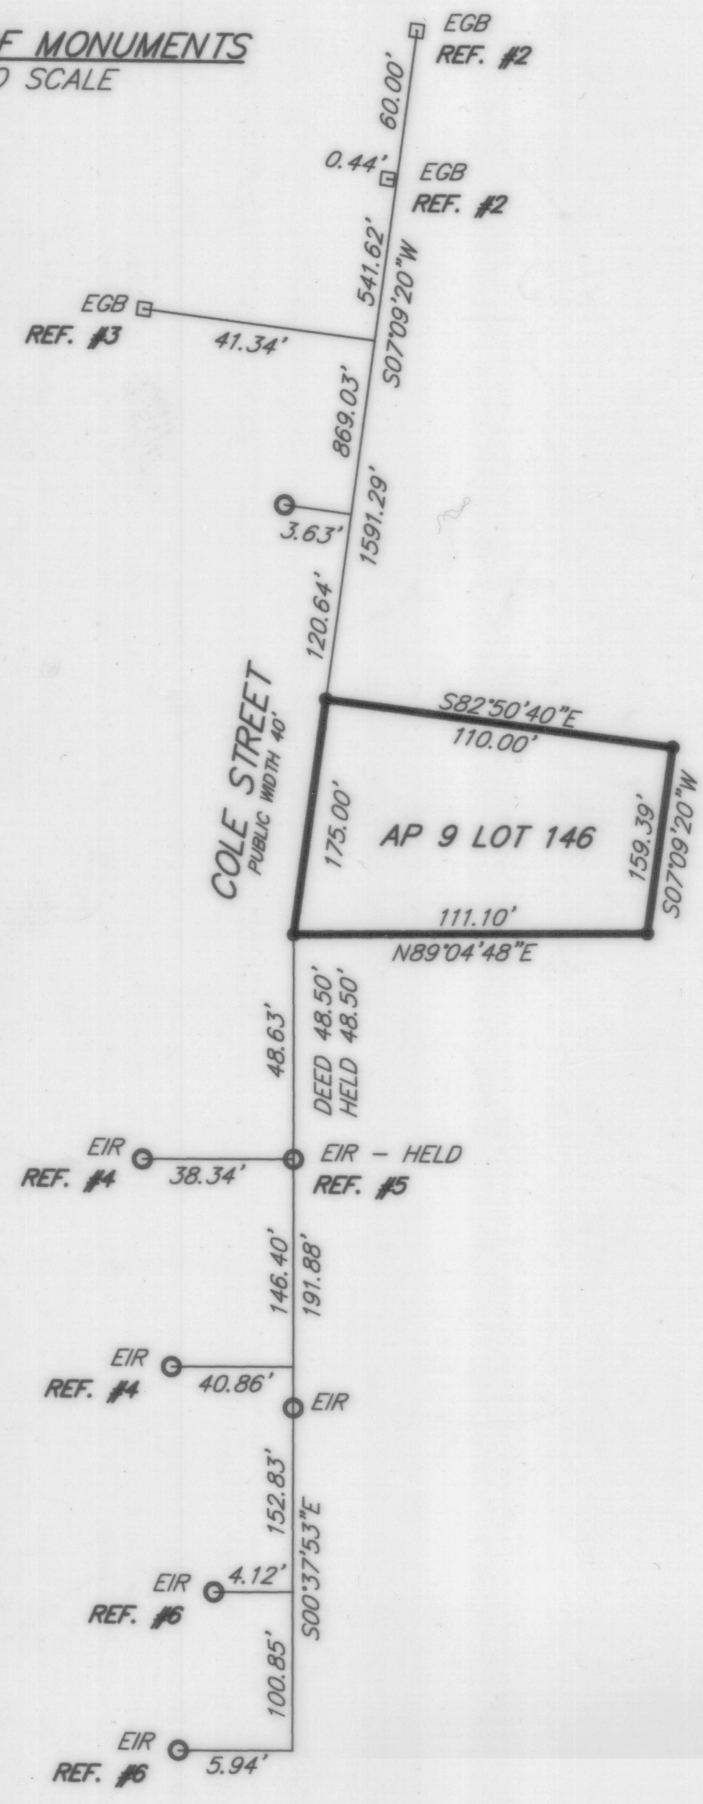 F MONUMENTS
O SCALE
EGB
REF. #2
60.00'
0.44'
EGB
REF. #2
541.62'
S07°09'20"W
EGB
REF. #3
41.34'
869.03'
1591.29'
3.63'
120.64'
COLE STREET
PUBLIC WIDTH 40'
S82°50'40"E
110.00'
175.00'
AP 9 LOT 146
159.39'
S07°09'20"W
111.10'
N89°04'48"E
48.63'
DEED 48.50'
HELD 48.50'
EIR
REF. #4
38.34'
EIR – HELD
REF. #5
146.40'
191.88'
EIR
REF. #4
40.86'
EIR
152.83'
S00°37'53"E
EIR
REF. #6
4.12'
100.85'
EIR
REF. #6
5.94'